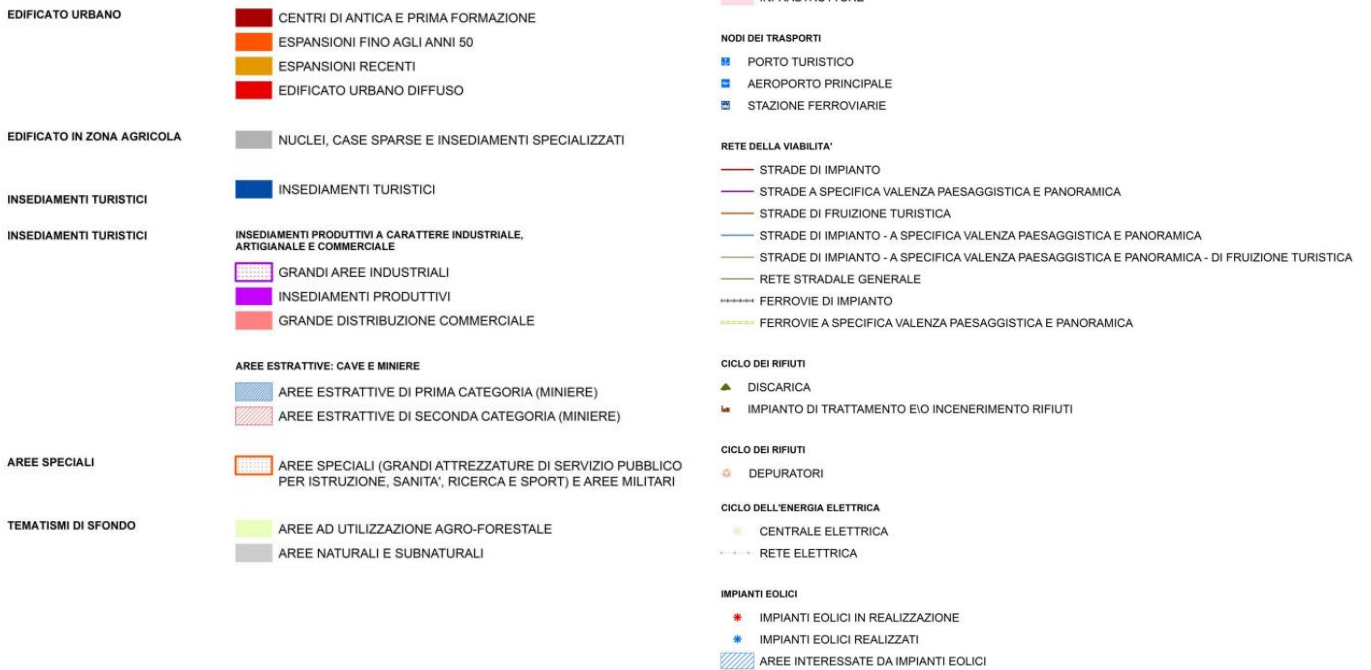 EDIFICATO URBANO
CENTRI DI ANTICA E PRIMA FORMAZIONE
ESPANSIONI FINO AGLI ANNI 50
ESPANSIONI RECENTI
EDIFICATO URBANO DIFFUSO
EDIFICATO IN ZONA AGRICOLA
NUCLEI, CASE SPARSE E INSEDIAMENTI SPECIALIZZATI
INSEDIAMENTI TURISTICI
INSEDIAMENTI TURISTICI
INSEDIAMENTI TURISTICI
INSEDIAMENTI PRODUTTIVI A CARATTERE INDUSTRIALE,
ARTIGIANALE E COMMERCIALE
GRANDI AREE INDUSTRIALI
INSEDIAMENTI PRODUTTIVI
GRANDE DISTRIBUZIONE COMMERCIALE
AREE ESTRATTIVE: CAVE E MINIERE
AREE ESTRATTIVE DI PRIMA CATEGORIA (MINIERE)
AREE ESTRATTIVE DI SECONDA CATEGORIA (MINIERE)
AREE SPECIALI
AREE SPECIALI (GRANDI ATTREZZATURE DI SERVIZIO PUBBLICO
PER ISTRUZIONE, SANITA', RICERCA E SPORT) E AREE MILITARI
TEMATISMI DI SFONDO
AREE AD UTILIZZAZIONE AGRO-FORESTALE
AREE NATURALI E SUBNATURALI
INFRASTRUTTURE
NODI DEI TRASPORTI
PORTO TURISTICO
AEROPORTO PRINCIPALE
STAZIONE FERROVIARIE
RETE DELLA VIABILITA'
STRADE DI IMPIANTO
STRADE A SPECIFICA VALENZA PAESAGGISTICA E PANORAMICA
STRADE DI FRUIZIONE TURISTICA
STRADE DI IMPIANTO - A SPECIFICA VALENZA PAESAGGISTICA E PANORAMICA
STRADE DI IMPIANTO - A SPECIFICA VALENZA PAESAGGISTICA E PANORAMICA - DI FRUIZIONE TURISTICA
RETE STRADALE GENERALE
FERROVIE DI IMPIANTO
FERROVIE A SPECIFICA VALENZA PAESAGGISTICA E PANORAMICA
CICLO DEI RIFIUTI
DISCARICA
IMPIANTO DI TRATTAMENTO E\O INCENERIMENTO RIFIUTI
CICLO DEI RIFIUTI
DEPURATORI
CICLO DELL'ENERGIA ELETTRICA
CENTRALE ELETTRICA
RETE ELETTRICA
IMPIANTI EOLICI
IMPIANTI EOLICI IN REALIZZAZIONE
IMPIANTI EOLICI REALIZZATI
AREE INTERESSATE DA IMPIANTI EOLICI